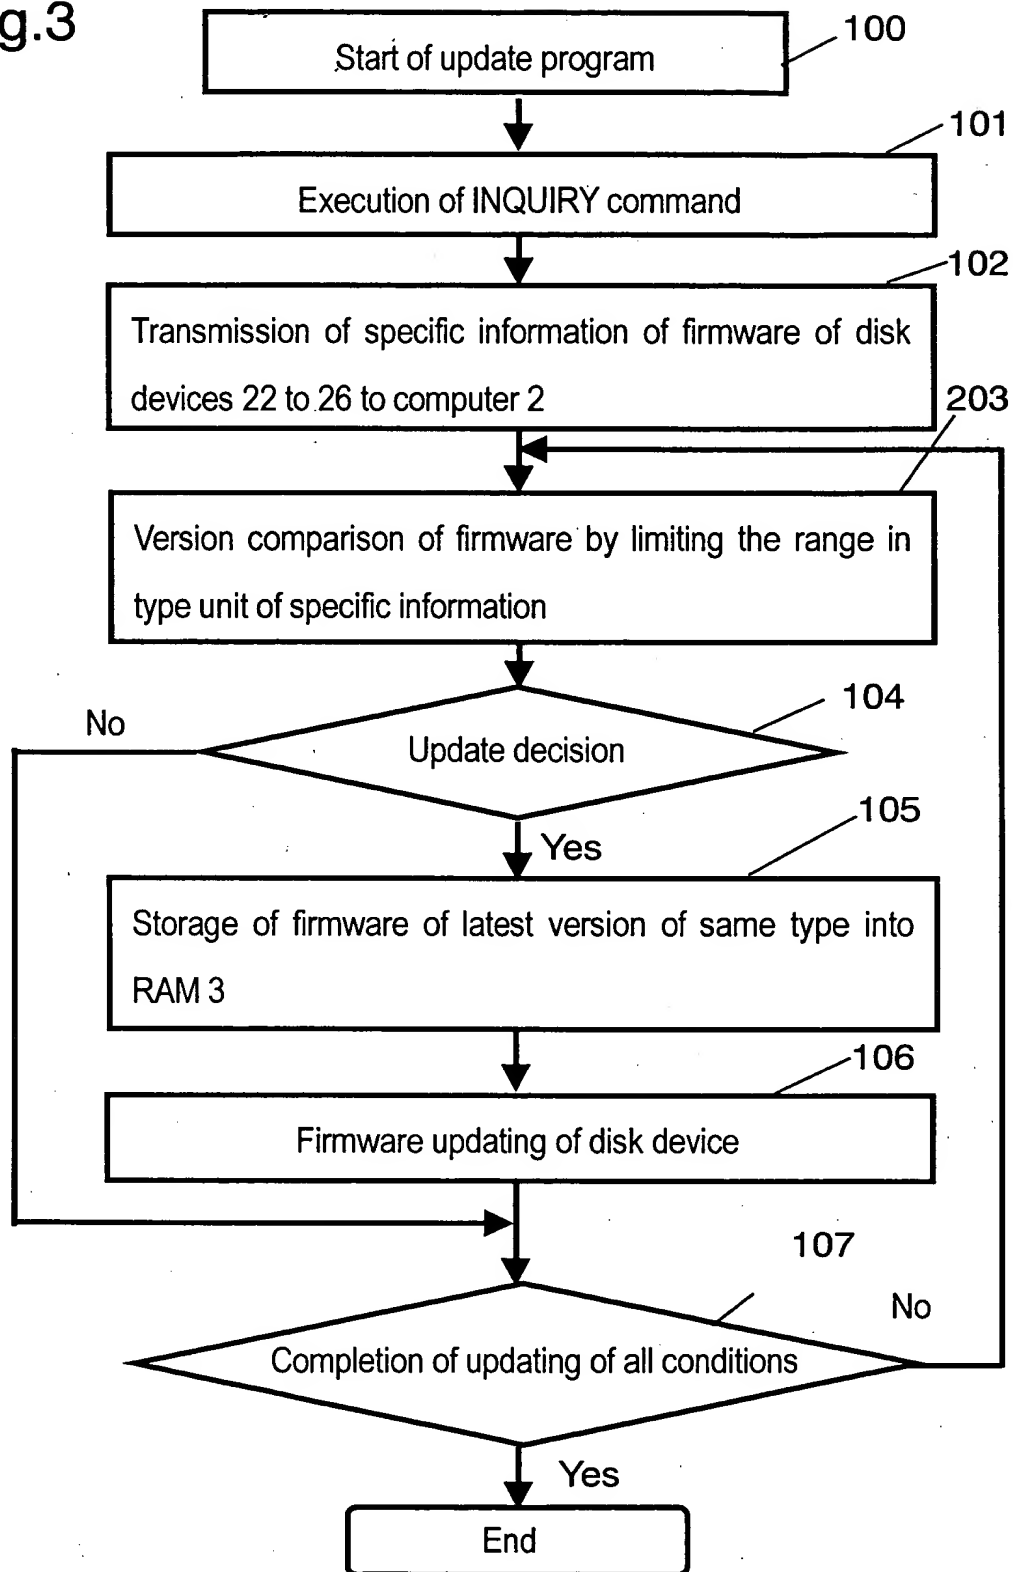 g.3
Start of update program
100
101
Execution of INQUIRY command
102
Transmission of specific information of firmware of disk
devices 22 to 26 to computer 2
203
Version comparison of firmware by limiting the range in
type unit of specific information
104
No
Update decision
105
Yes
Storage of firmware of latest version of same type into
RAM 3
106
Firmware updating of disk device
107
No
Completion of updating of all conditions
Yes
End